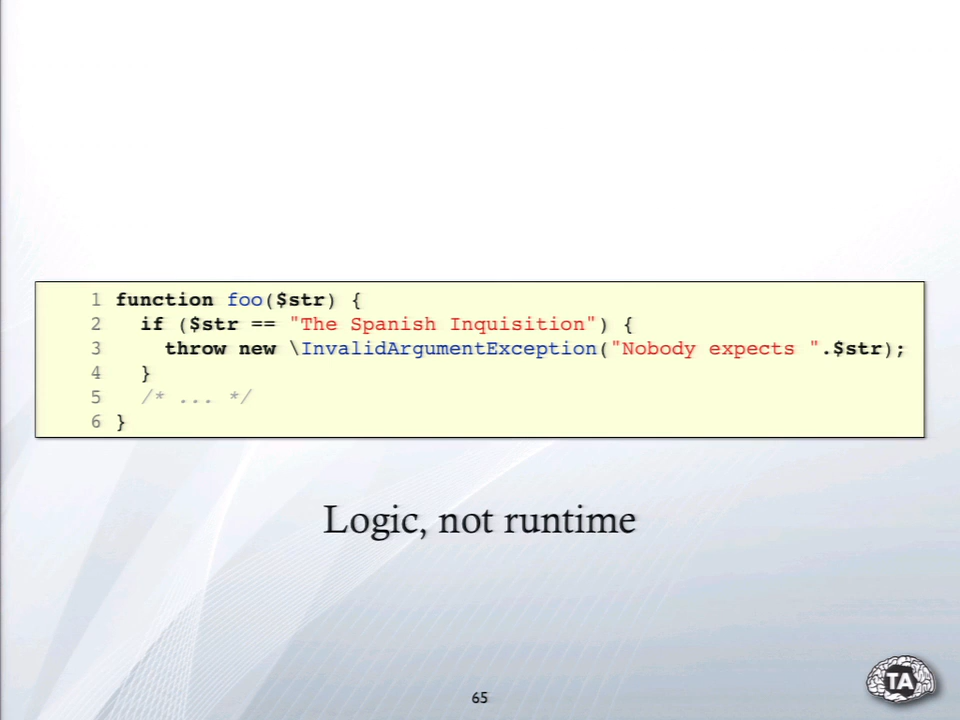 1 function foo($str) {
2   if ($str == "The Spanish Inquisition") {
3     throw new \InvalidArgumentException("Nobody expects ".$str);
4   }
5   /* ... */
6 }
Logic, not runtime
65
TA